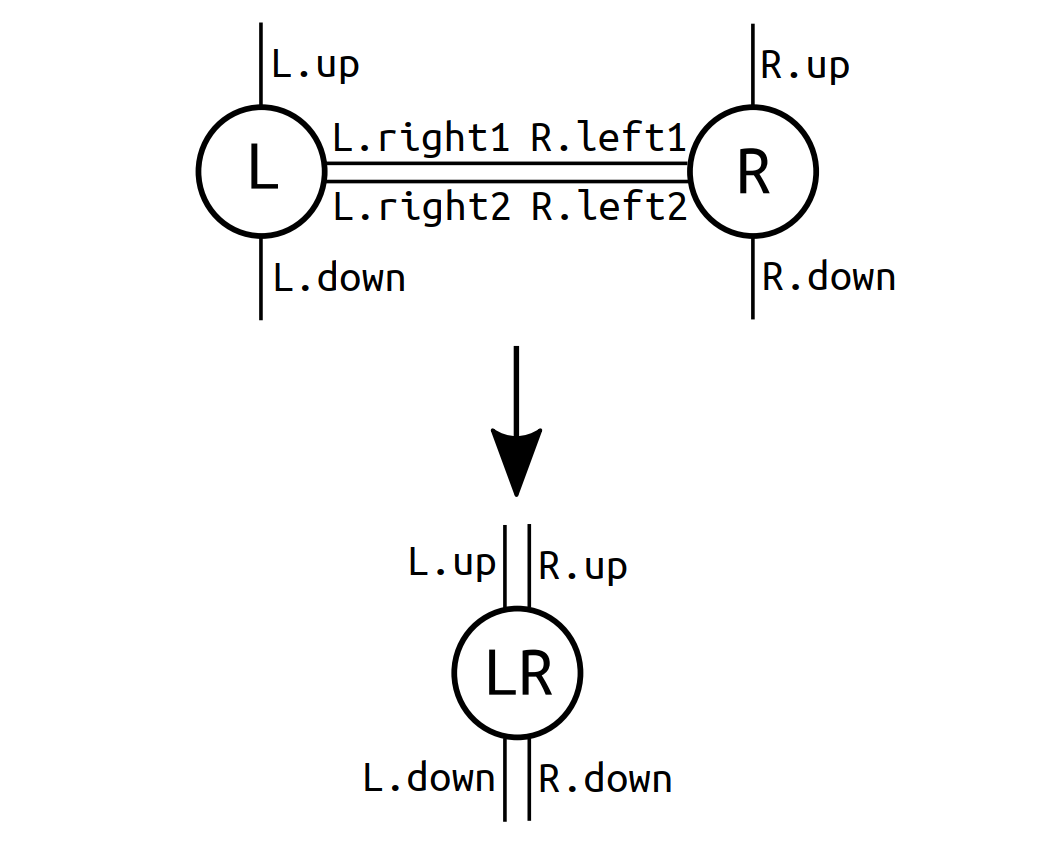 L.up R.up
L.right1 R.left1
L R
L.right2 R.left2
L.down R.down
L.up R.up
LR
L.down R.down